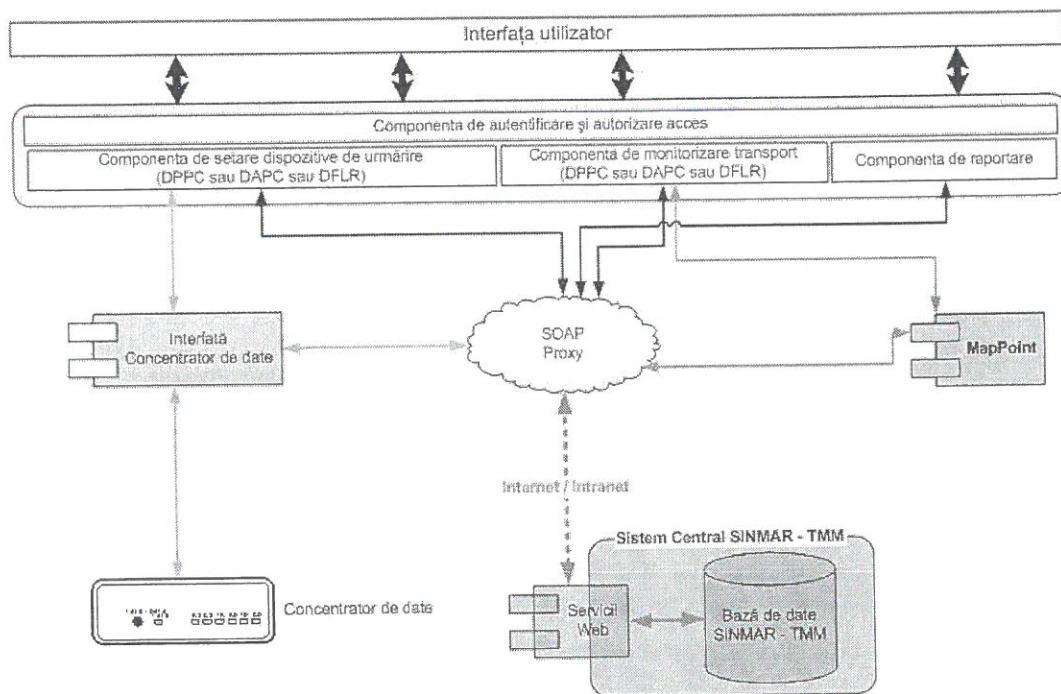 Interfața utilizator
Componenta de autentificare și autorizare acces
Componenta de setare dispozitive de urmărire
(DPPC sau DAPC sau DFLR)
Componenta de monitorizare transport
(DPPC sau DAPC sau DFLR)
Componenta de raportare
Interfață
Concentrator de date
SOAP
Proxy
MapPoint
Internet / Intranet
Sistem Central SINMAR - TMM
Concentrator de date
Servicii
Web
Bază de date
SINMAR - TMM